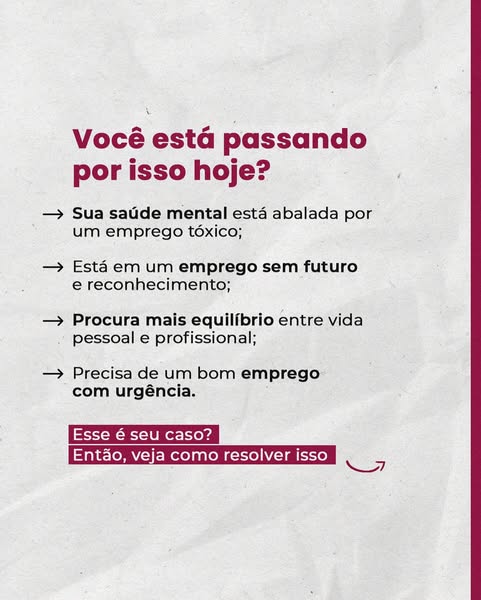 Você está passando
por isso hoje?
→ Sua saúde mental está abalada por
um emprego tóxico;
→ Está em um emprego sem futuro
e reconhecimento;
→ Procura mais equilíbrio entre vida
pessoal e profissional;
→ Precisa de um bom emprego
com urgência.
Esse é seu caso?
Então, veja como resolver isso